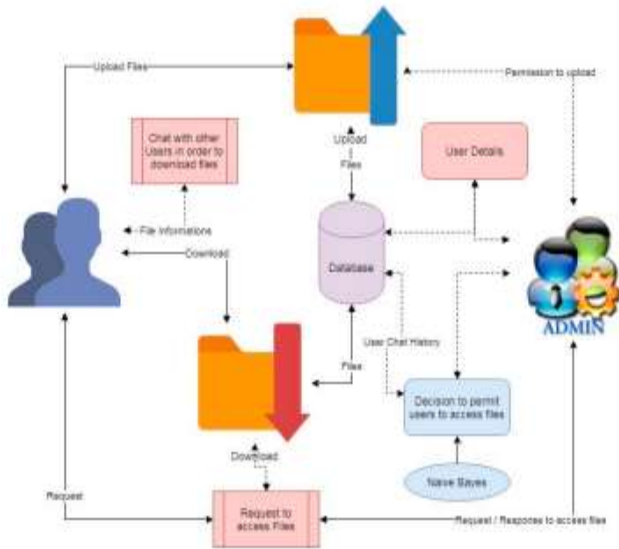 Upload Files
Permission to upload
Chat with other
Users in order to
download files
Upload
Files
User Details
File Informations
Download
Database
ADMIN
User Chat History
Files
Decision to permit
users to access files
Download
Naive Bayes
Request
Request to
access Files
Request / Response to access files